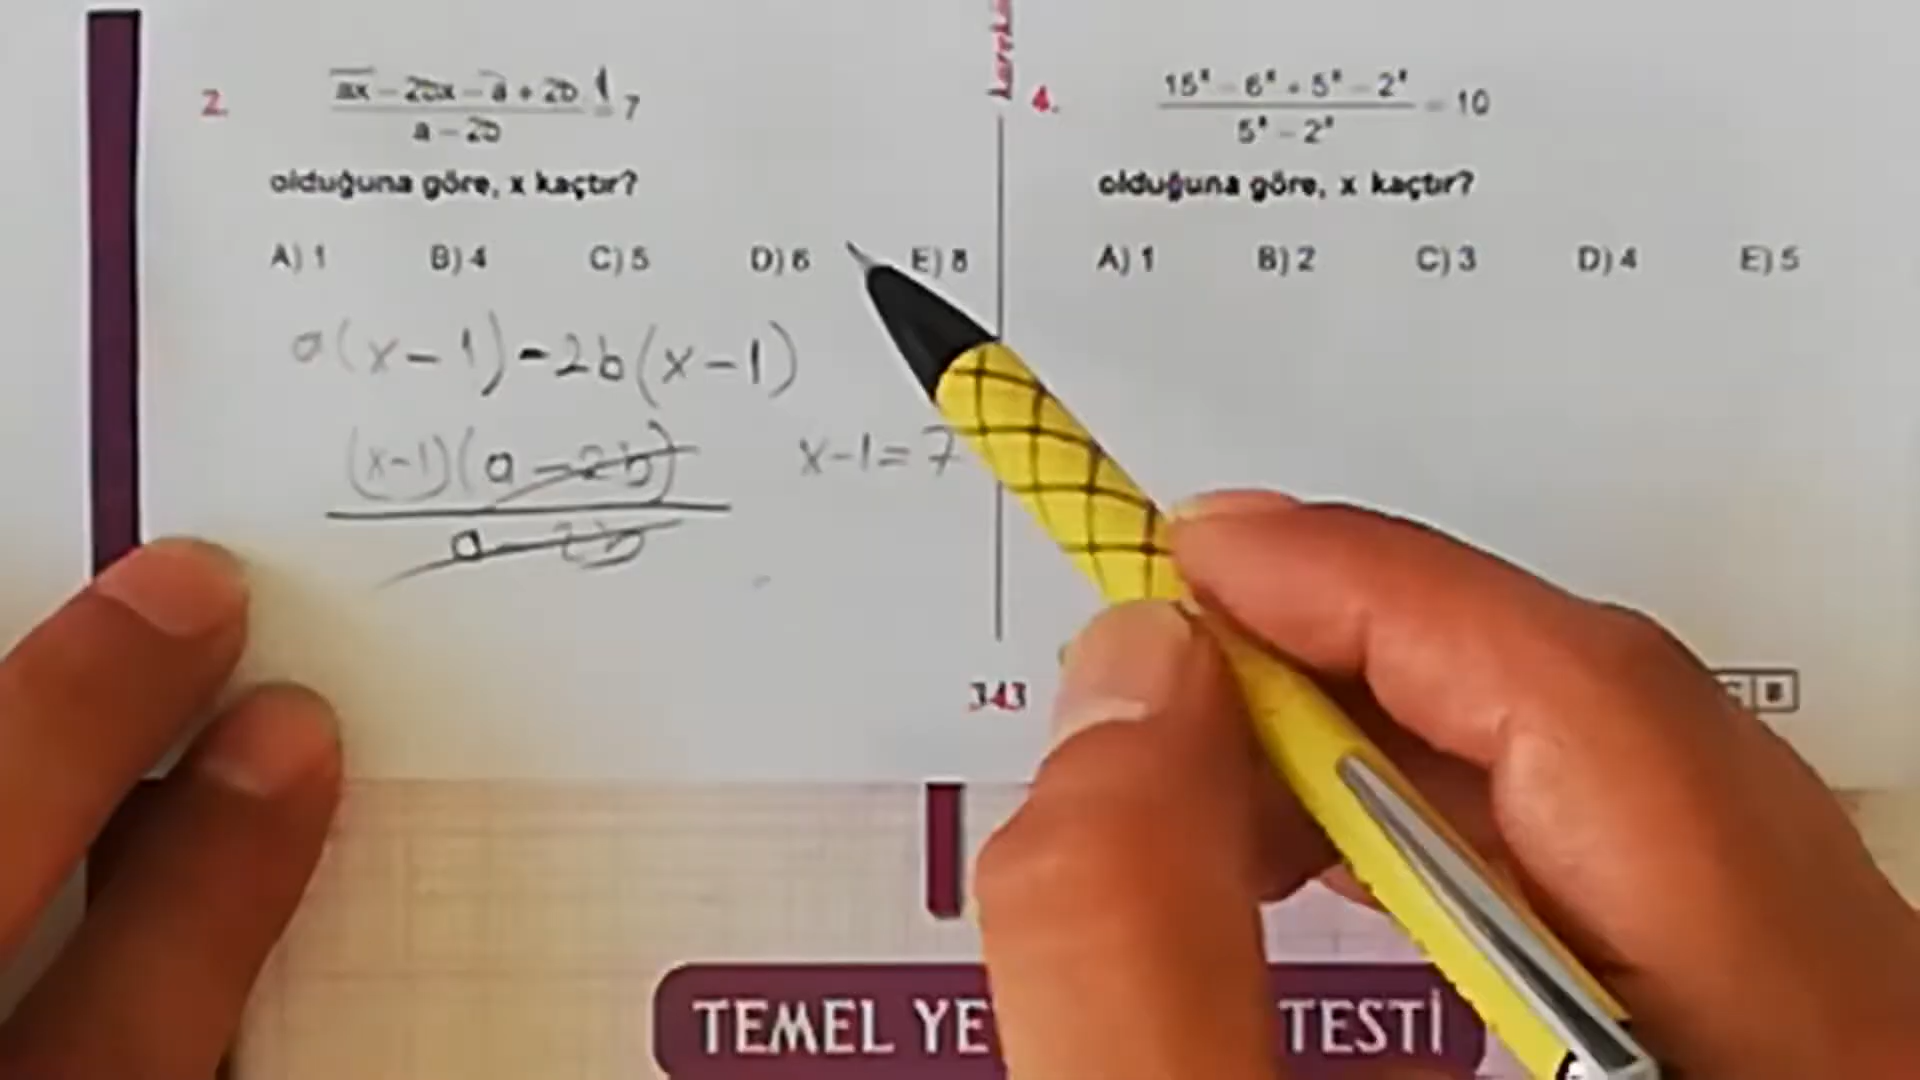 2. ax - 2bx - a + 2b / a - 2b = 7
olduğuna göre, x kaçtır?
A) 1 B) 4 C) 5 D) 6 E) 8
a(x-1)-2b(x-1)
(x-1)(a-2b) / a-2b
x-1=7
4. 15ˣ - 6ˣ + 5ˣ - 2ˣ / 5ˣ - 2ˣ = 10
olduğuna göre, x kaçtır?
A) 1 B) 2 C) 3 D) 4 E) 5
343
TEMEL YE TESTİ